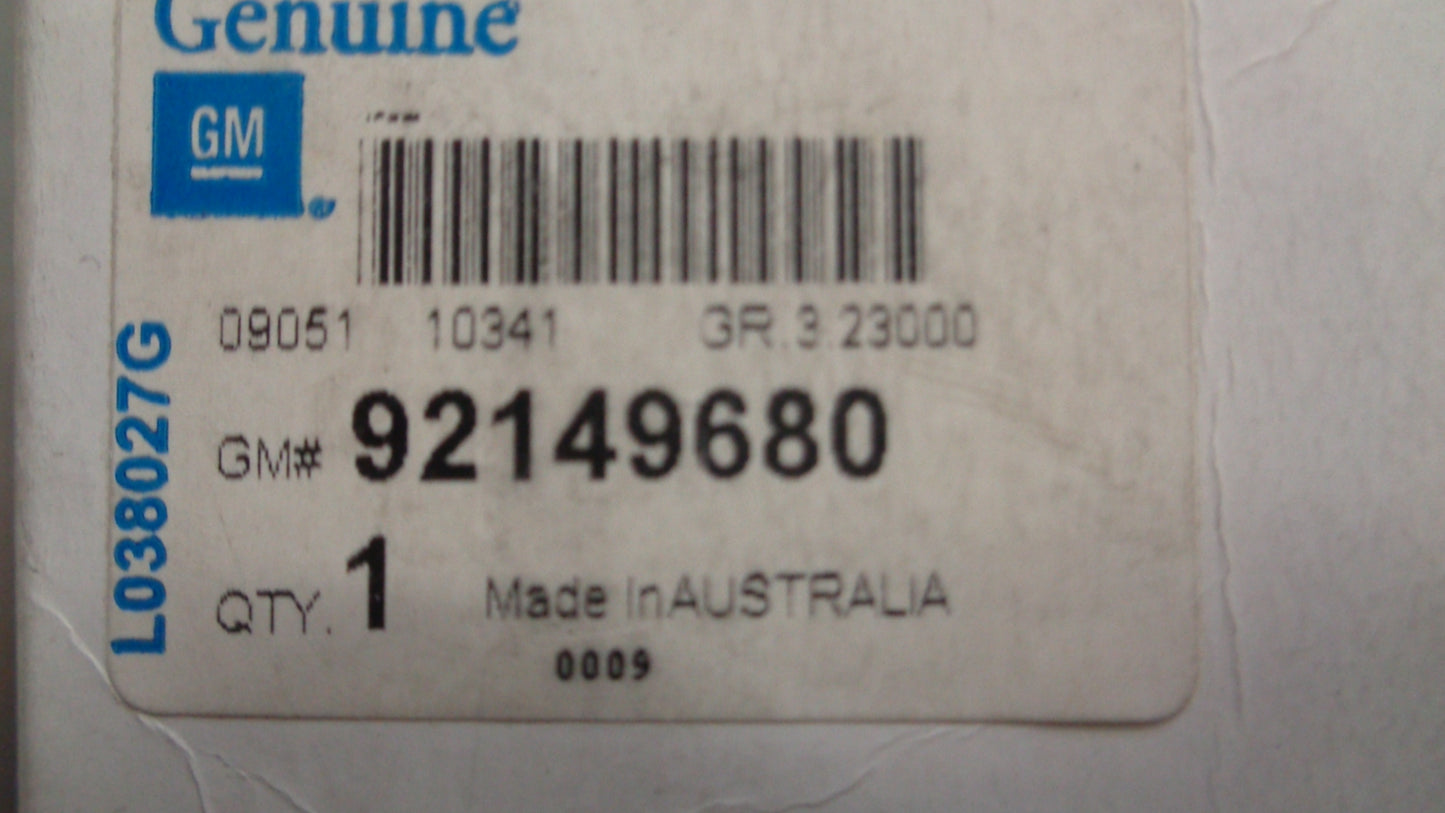 Genuine
GM
09051 10341 GR.3.23000
GM# 92149680
QTY. 1 Made In AUSTRALIA
0009
L038027G